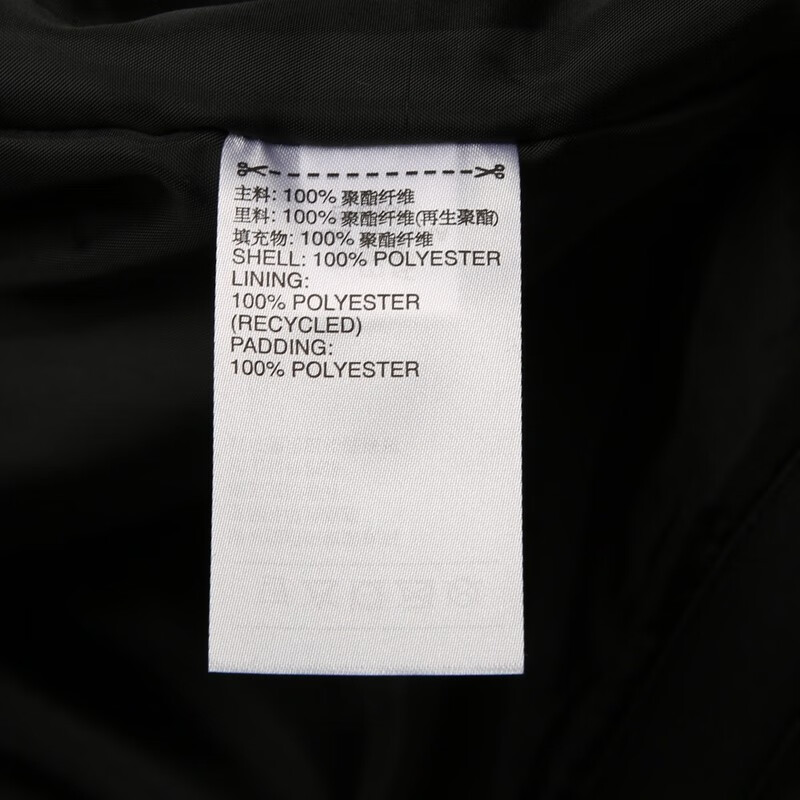 主料: 100% 聚酯纤维
里料: 100% 聚酯纤维(再生聚酯)
填充物: 100% 聚酯纤维
SHELL: 100% POLYESTER
LINING:
100% POLYESTER
(RECYCLED)
PADDING:
100% POLYESTER